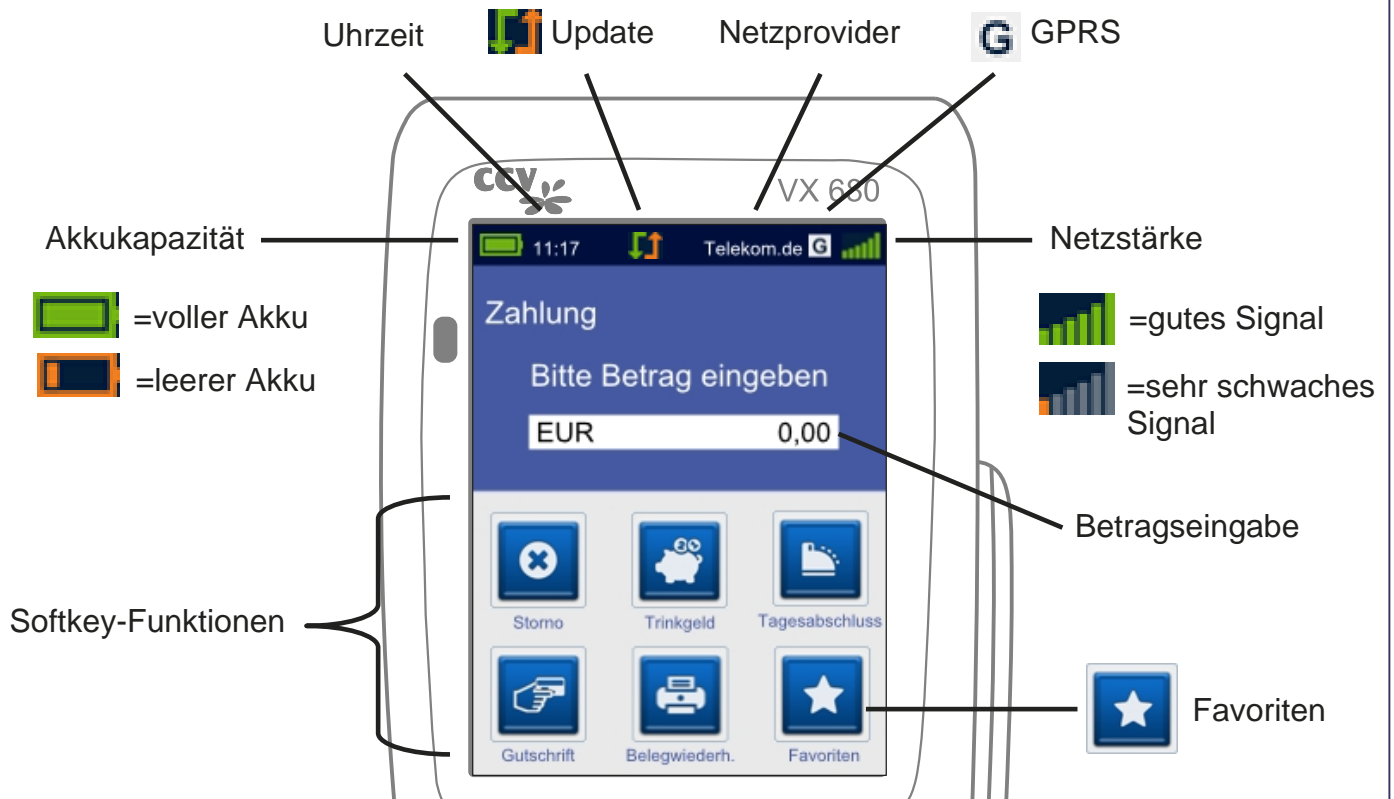 Uhrzeit
Update
Netzprovider
G GPRS
ccv
VX 680
Akkukapazität
11:17
Telekom.de G
Netzstärke
=voller Akku
=leerer Akku
Zahlung
Bitte Betrag eingeben
EUR 0,00
=gutes Signal
=sehr schwaches
Signal
Betragseingabe
Softkey-Funktionen
Storno
Trinkgeld
Tagesabschluss
Gutschrift
Belegwiederh.
Favoriten
Favoriten